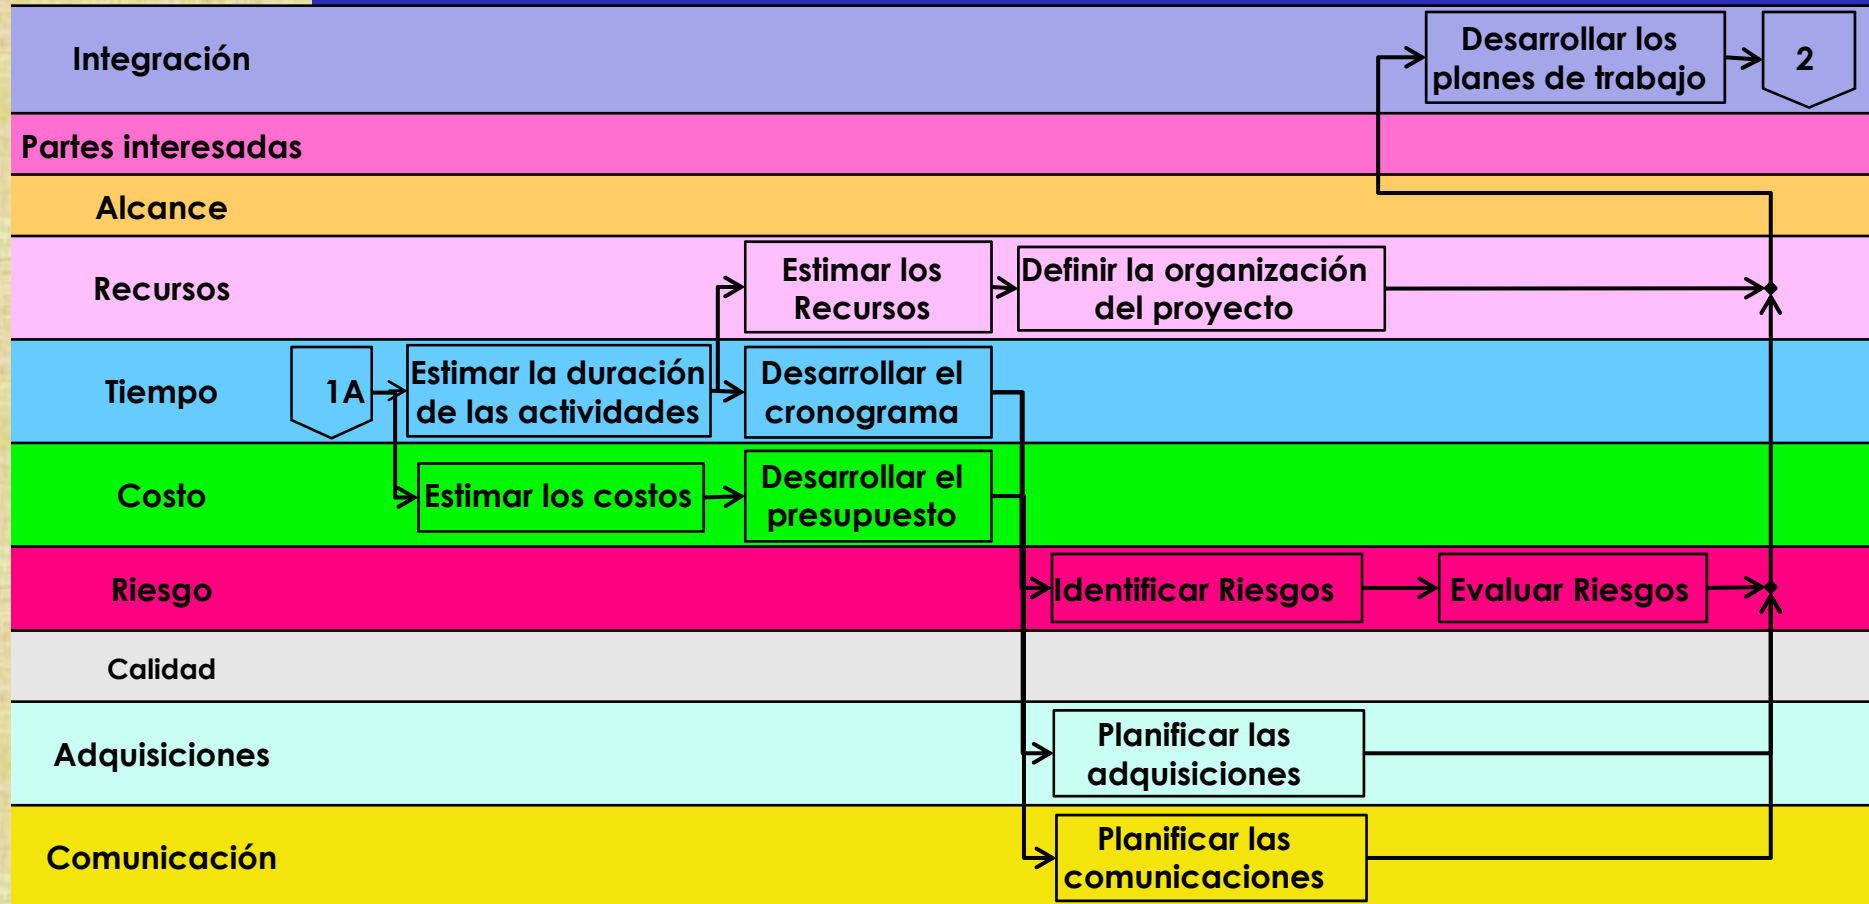 Integración
Desarrollar los
planes de trabajo
2
Partes interesadas
Alcance
Recursos
Estimar los
Recursos
Definir la organización
del proyecto
Tiempo
1A
Estimar la duración
de las actividades
Desarrollar el
cronograma
Costo
Estimar los costos
Desarrollar el
presupuesto
Riesgo
Identificar Riesgos
Evaluar Riesgos
Calidad
Adquisiciones
Planificar las
adquisiciones
Comunicación
Planificar las
comunicaciones